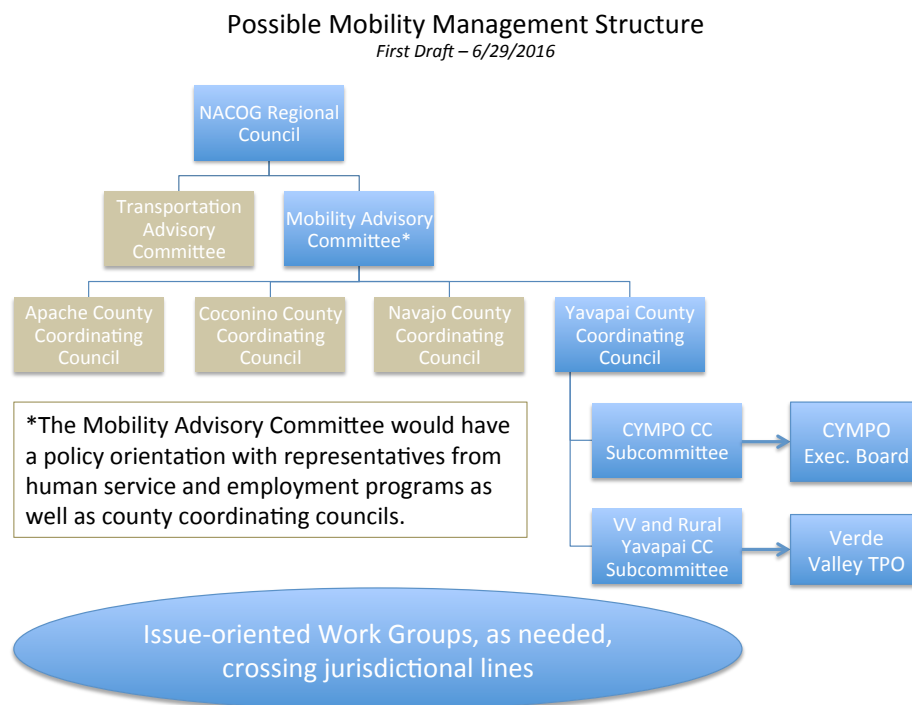 Possible Mobility Management Structure
First Draft – 6/29/2016
NACOG Regional
Council
Transportation
Advisory
Committee
Mobility Advisory
Committee*
Apache County
Coordinating
Council
Coconino County
Coordinating
Council
Navajo County
Coordinating
Council
Yavapai County
Coordinating
Council
*The Mobility Advisory Committee would have
a policy orientation with representatives from
human service and employment programs as
well as county coordinating councils.
CYMPO CC
Subcommittee
CYMPO
Exec. Board
VV and Rural
Yavapai CC
Subcommittee
Verde
Valley TPO
Issue-oriented Work Groups, as needed,
crossing jurisdictional lines